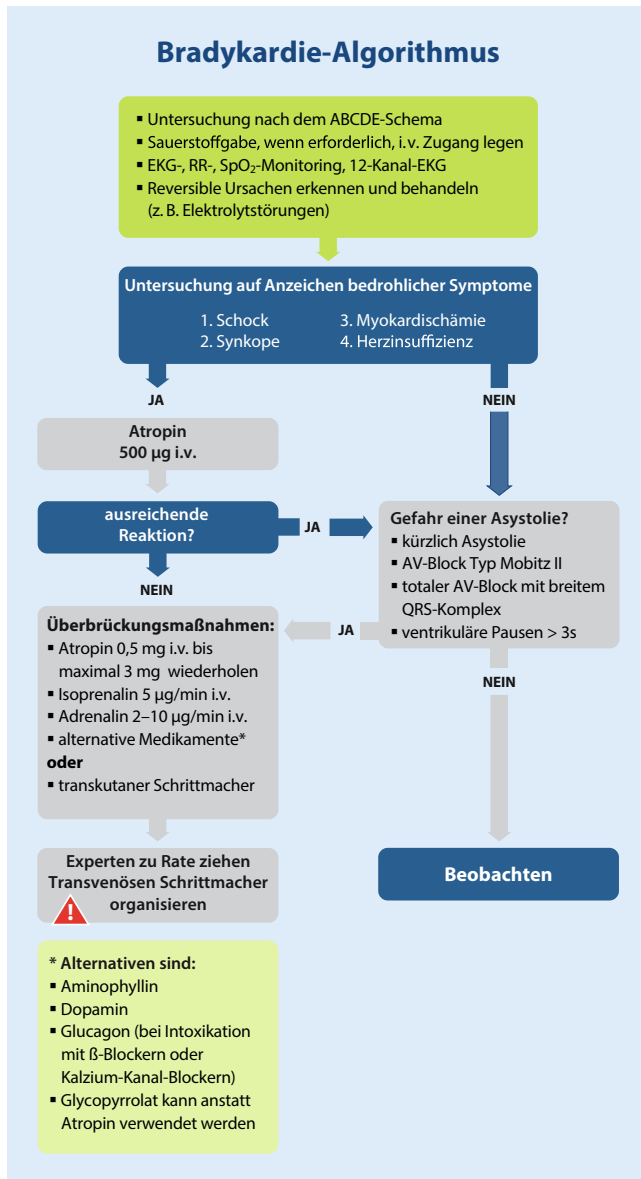 Bradykardie-Algorithmus
▪ Untersuchung nach dem ABCDE-Schema
▪ Sauerstoffgabe, wenn erforderlich, i.v. Zugang legen
▪ EKG-, RR-, SpO₂-Monitoring, 12-Kanal-EKG
▪ Reversible Ursachen erkennen und behandeln
(z. B. Elektrolytstörungen)
Untersuchung auf Anzeichen bedrohlicher Symptome
1. Schock
2. Synkope
3. Myokardischämie
4. Herzinsuffizienz
JA
NEIN
Atropin
500 µg i.v.
ausreichende
Reaktion?
JA
Gefahr einer Asystolie?
▪ kürzlich Asystolie
▪ AV-Block Typ Mobitz II
▪ totaler AV-Block mit breitem
QRS-Komplex
▪ ventrikuläre Pausen > 3s
NEIN
JA
NEIN
Überbrückungsmaßnahmen:
▪ Atropin 0,5 mg i.v. bis
maximal 3 mg wiederholen
▪ Isoprenalin 5 µg/min i.v.
▪ Adrenalin 2–10 µg/min i.v.
▪ alternative Medikamente*
oder
▪ transkutaner Schrittmacher
Experten zu Rate ziehen
Transvenösen Schrittmacher
organisieren
!
Beobachten
* Alternativen sind:
▪ Aminophyllin
▪ Dopamin
▪ Glucagon (bei Intoxikation
mit ß-Blockern oder
Kalzium-Kanal-Blockern)
▪ Glycopyrrolat kann anstatt
Atropin verwendet werden